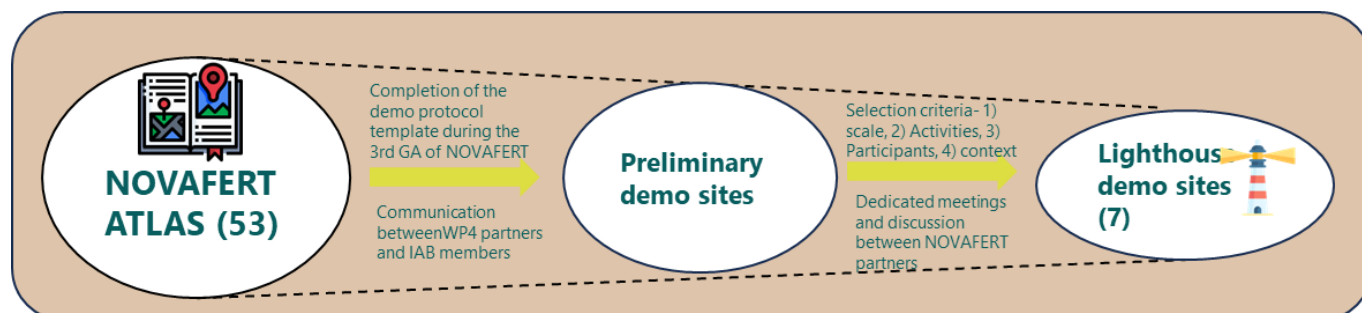 NOVAFERT
ATLAS (53)
Completion of the
demo protocol
template during the
3rd GA of NOVAFERT
Communication
betweenWP4 partners
and IAB members
Preliminary
demo sites
Selection criteria- 1)
scale, 2) Activities, 3)
Participants, 4) context
Dedicated meetings
and discussion
between NOVAFERT
partners
Lighthouse
demo sites
(7)